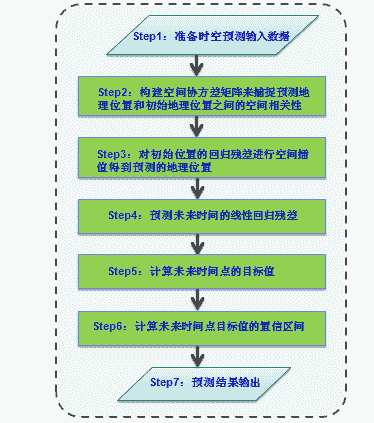 Step1：准备时空预测输入数据
Step2：构建空间协方差矩阵来捕捉预测地
理位置和初始地理位置之间的空间相关性
Step3：对初始位置的回归残差进行空间插
值得到预测的地理位置
Step4：预测未来时间的线性回归残差
Step5：计算未来时间点的目标值
Step6：计算未来时间点目标值的置信区间
Step7：预测结果输出